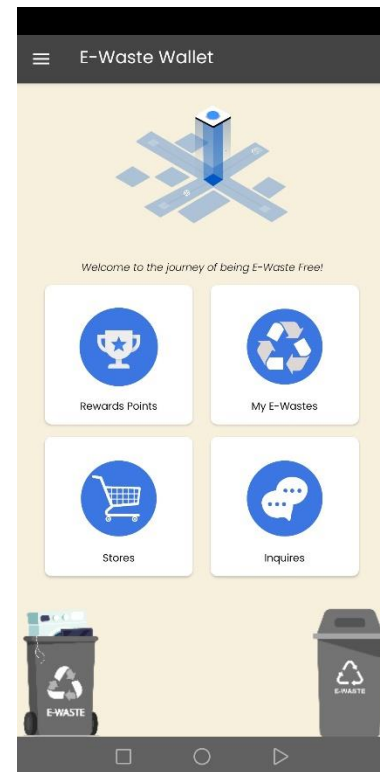 E-Waste Wallet
Welcome to the journey of being E-Waste Free!
Rewards Points
My E-Wastes
Stores
Inquires
E-WASTE
E-WASTE